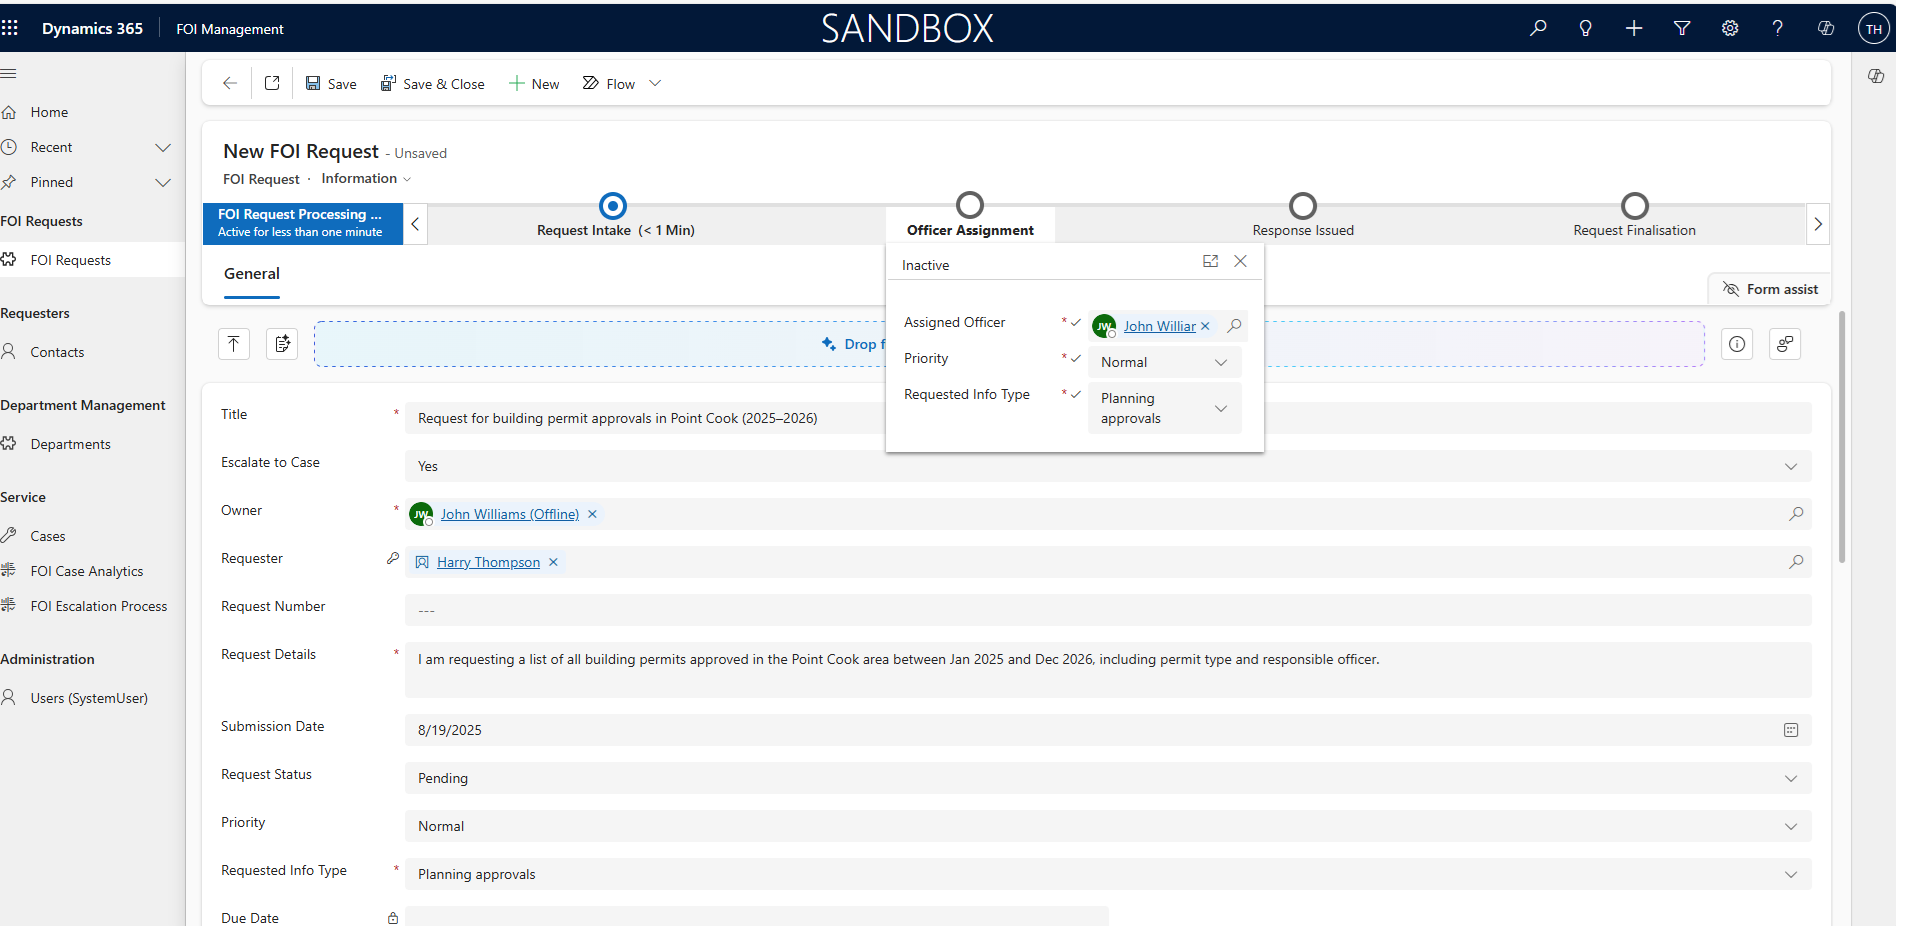 Dynamics 365
FOI Management
SANDBOX
TH
Save
Save & Close
New
Flow
Home
Recent
Pinned
FOI Requests
FOI Requests
Requesters
Contacts
Department Management
Departments
Service
Cases
FOI Case Analytics
FOI Escalation Process
Administration
Users (SystemUser)
New FOI Request - Unsaved
FOI Request · Information
FOI Request Processing ...
Active for less than one minute
Request Intake (< 1 Min)
Officer Assignment
Response Issued
Request Finalisation
General
Form assist
Inactive
Assigned Officer * JW John Williar
Priority * Normal
Requested Info Type * Planning
approvals
Drop f
Title * Request for building permit approvals in Point Cook (2025–2026)
Escalate to Case Yes
Owner * JW John Williams (Offline)
Requester Harry Thompson
Request Number ---
Request Details * I am requesting a list of all building permits approved in the Point Cook area between Jan 2025 and Dec 2026, including permit type and responsible officer.
Submission Date 8/19/2025
Request Status Pending
Priority Normal
Requested Info Type * Planning approvals
Due Date